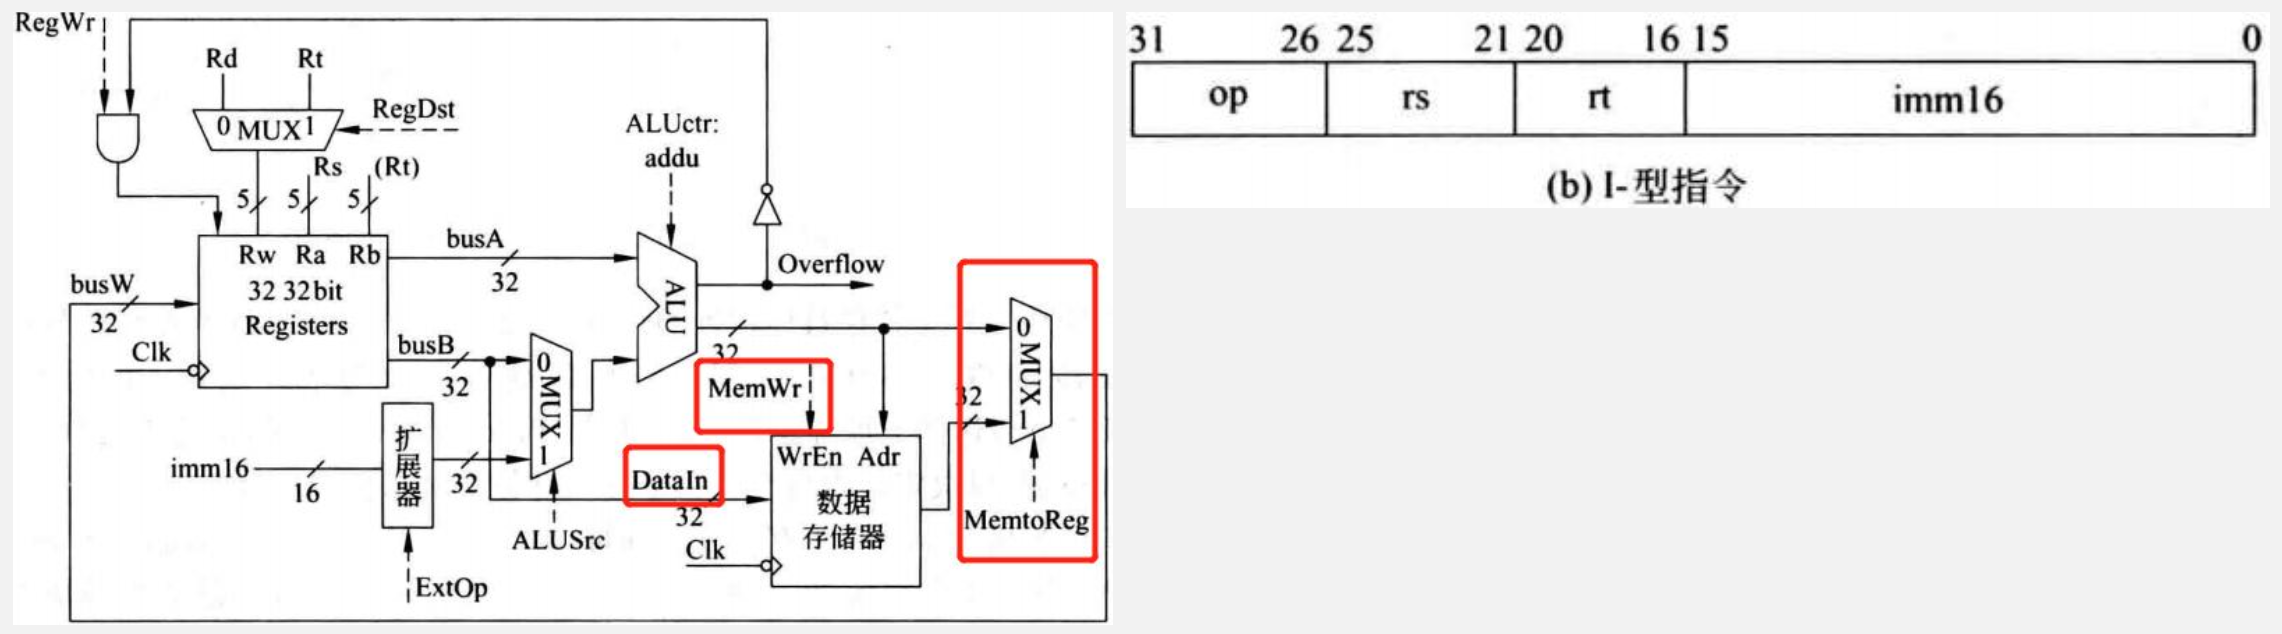 RegWr
Rd Rt
0 MUX 1
RegDst
Rs (Rt)
5 5 5
Rw Ra Rb
32 32bit
Registers
busW
32
Clk
busA
32
busB
32
imm16
16
扩展器
32
ExtOp
0 MUX 1
ALUSrc
ALUctr:
addu
ALU
Overflow
32
MemWr
DataIn
32
WrEn Adr
数据
存储器
Clk
32
0 MUX 1
MemtoReg
31 26 25 21 20 16 15 0
op rs rt imm16
(b) I-型指令